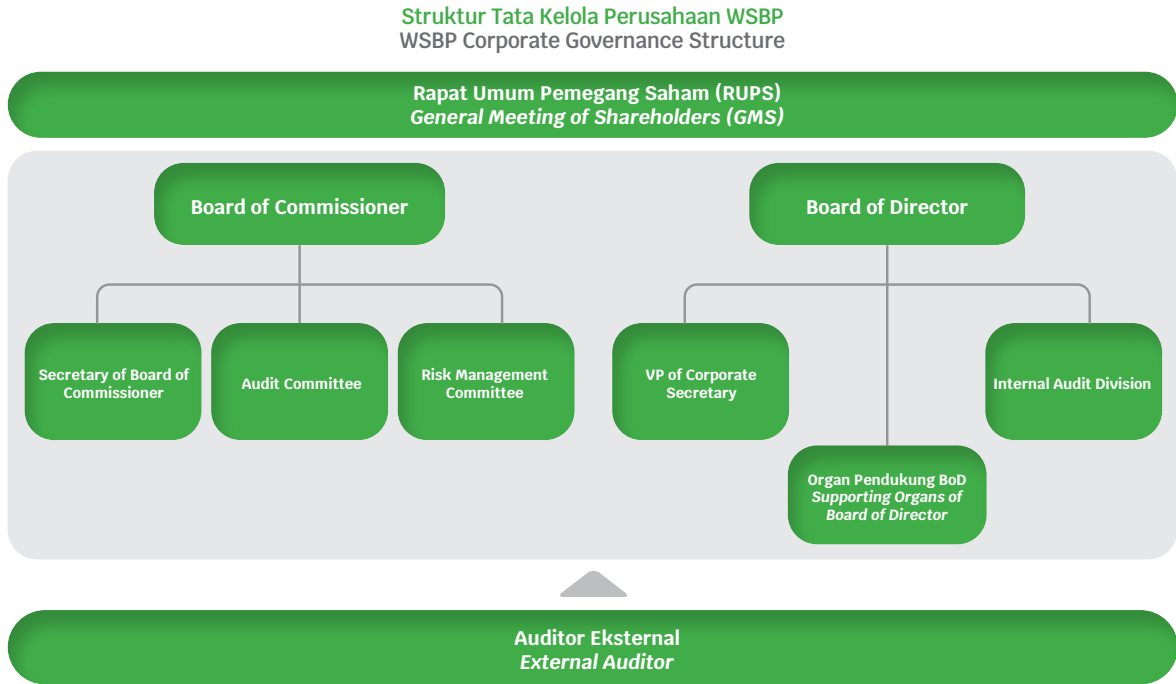 Struktur Tata Kelola Perusahaan WSBP
WSBP Corporate Governance Structure
Rapat Umum Pemegang Saham (RUPS)
General Meeting of Shareholders (GMS)
Board of Commissioner
Board of Director
Secretary of Board of
Commissioner
Audit Committee
Risk Management
Committee
VP of Corporate
Secretary
Internal Audit Division
Organ Pendukung BoD
Supporting Organs of
Board of Director
Auditor Eksternal
External Auditor